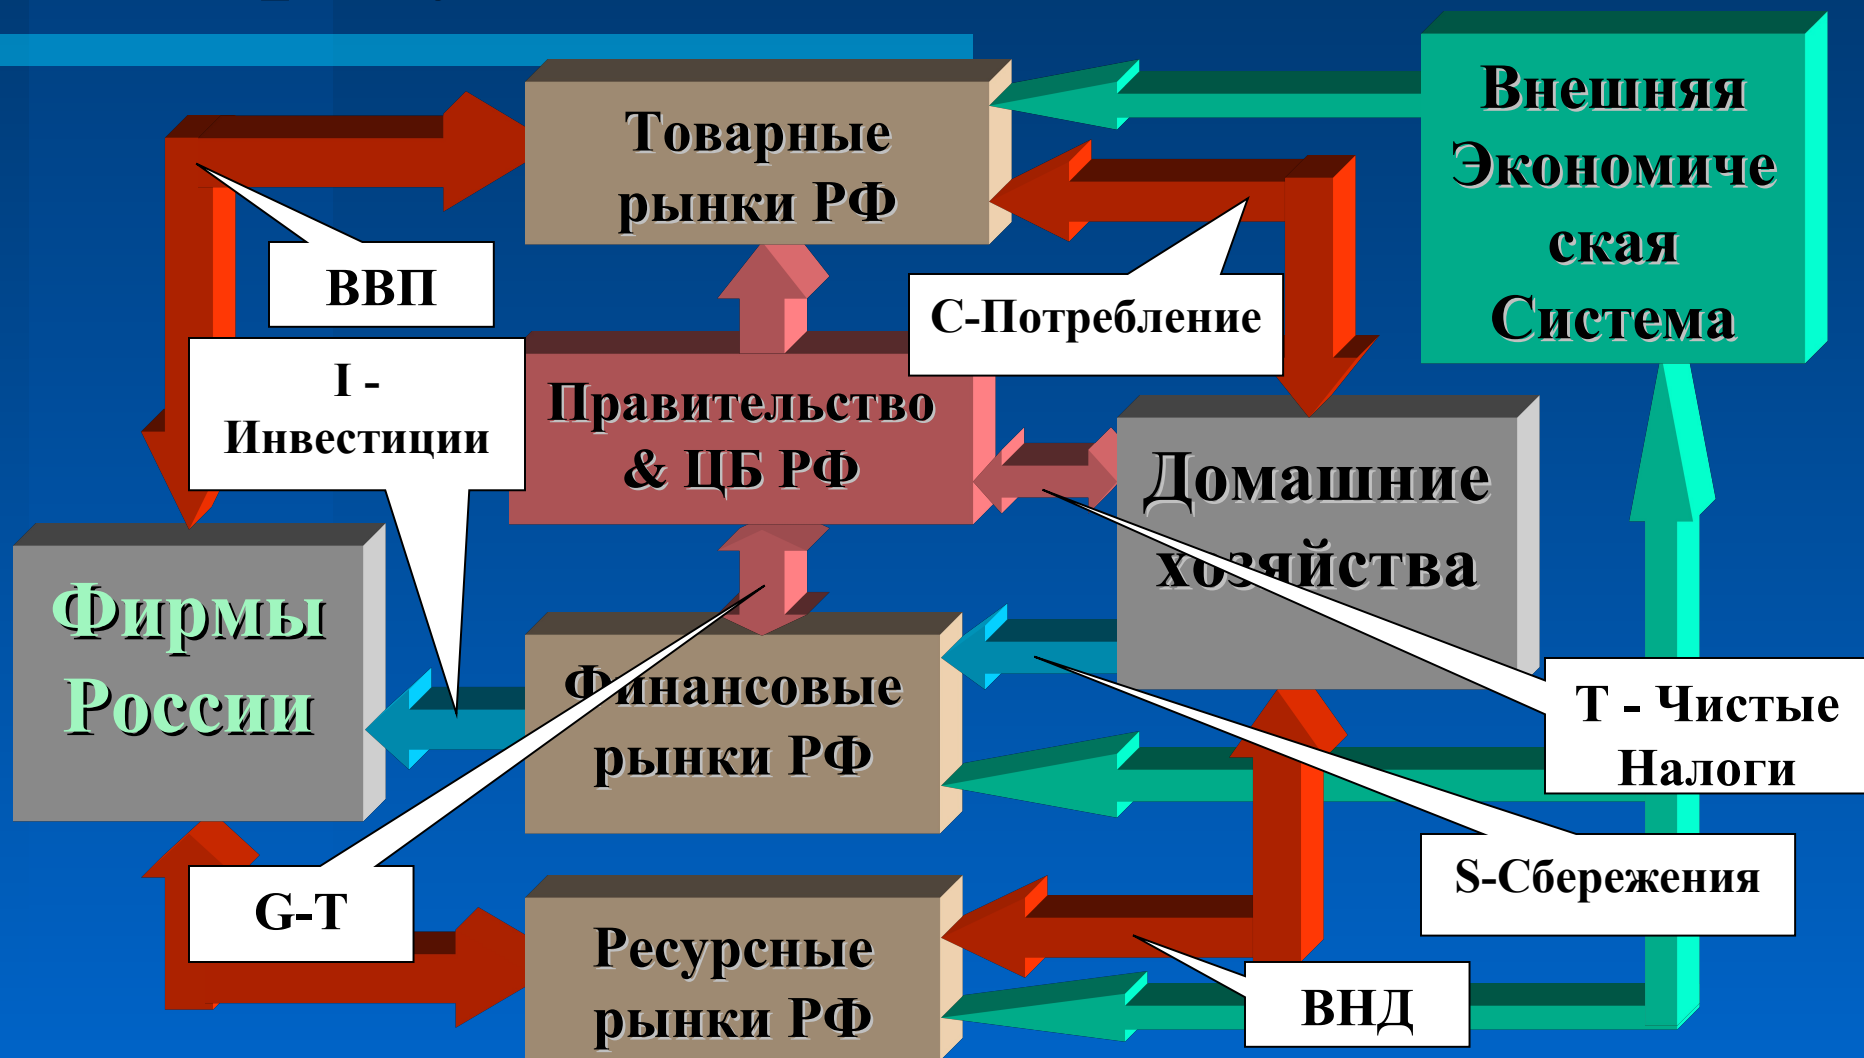 Товарные
рынки РФ
Внешняя
Экономиче
ская
Система
ВВП
С-Потребление
I -
Инвестиции
Правительство
& ЦБ РФ
Домашние
хозяйства
Фирмы
России
Финансовые
рынки РФ
Т - Чистые
Налоги
S-Сбережения
G-T
Ресурсные
рынки РФ
ВНД